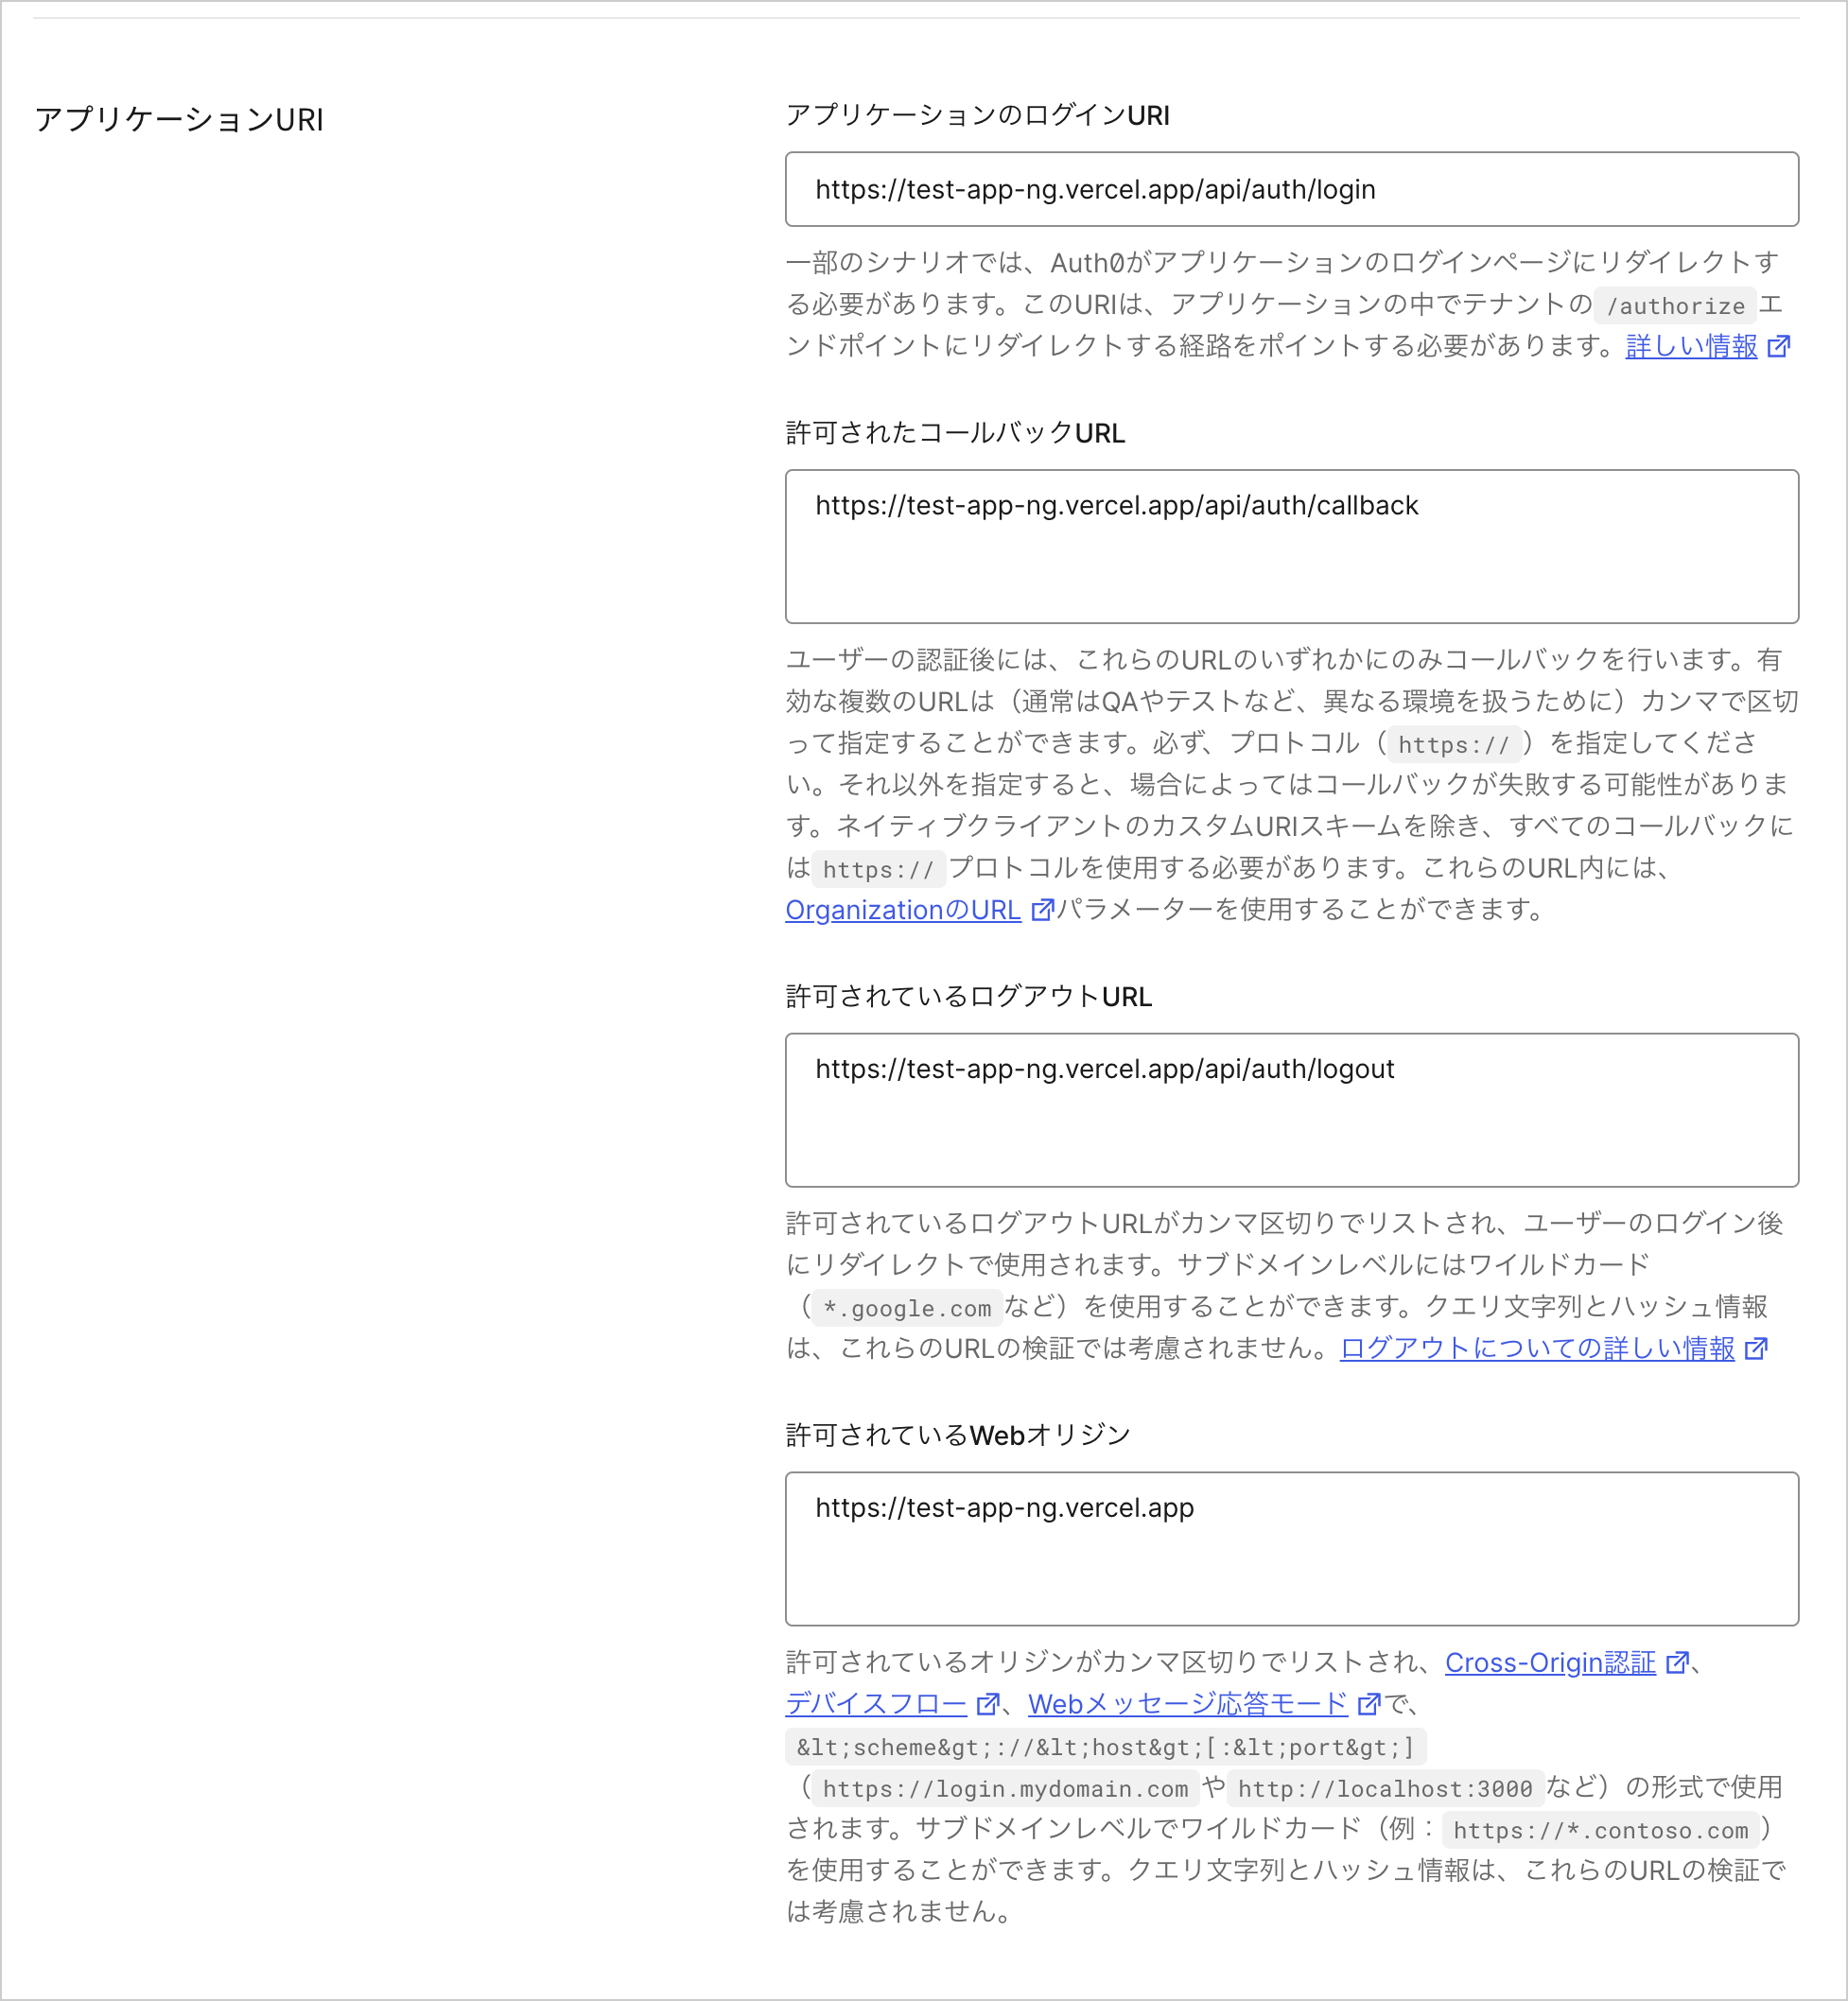 アプリケーションURI
アプリケーションのログインURI
https://test-app-ng.vercel.app/api/auth/login
一部のシナリオでは、Auth0がアプリケーションのログインページにリダイレクトす
る必要があります。このURIは、アプリケーションの中でテナントの /authorize エ
ンドポイントにリダイレクトする経路をポイントする必要があります。詳しい情報
許可されたコールバックURL
https://test-app-ng.vercel.app/api/auth/callback
ユーザーの認証後には、これらのURLのいずれかにのみコールバックを行います。有
効な複数のURLは（通常はQAやテストなど、異なる環境を扱うために）カンマで区切
って指定することができます。必ず、プロトコル（ https:// ）を指定してくださ
い。それ以外を指定すると、場合によってはコールバックが失敗する可能性がありま
す。ネイティブクライアントのカスタムURIスキームを除き、すべてのコールバックに
は https:// プロトコルを使用する必要があります。これらのURL内には、
OrganizationのURL パラメーターを使用することができます。
許可されているログアウトURL
https://test-app-ng.vercel.app/api/auth/logout
許可されているログアウトURLがカンマ区切りでリストされ、ユーザーのログイン後
にリダイレクトで使用されます。サブドメインレベルにはワイルドカード
（ *.google.com など）を使用することができます。クエリ文字列とハッシュ情報
は、これらのURLの検証では考慮されません。ログアウトについての詳しい情報
許可されているWebオリジン
https://test-app-ng.vercel.app
許可されているオリジンがカンマ区切りでリストされ、Cross-Origin認証 、
デバイスフロー 、Webメッセージ応答モード で、
&lt;scheme&gt;://&lt;host&gt;[:&lt;port&gt;]
（ https://login.mydomain.com や http://localhost:3000 など）の形式で使用
されます。サブドメインレベルでワイルドカード（例： https://*.contoso.com ）
を使用することができます。クエリ文字列とハッシュ情報は、これらのURLの検証で
は考慮されません。